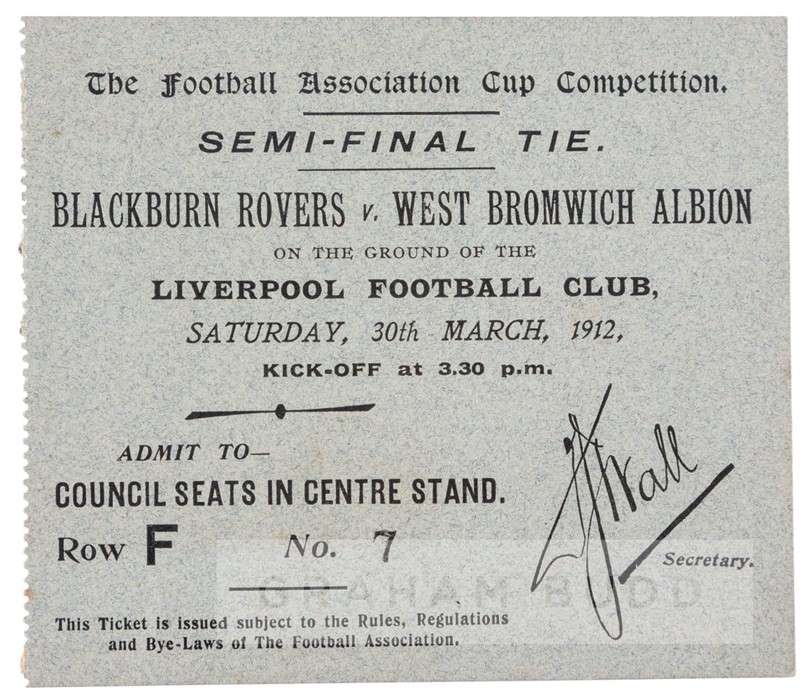 The Football Association Cup Competition.
SEMI-FINAL TIE.
BLACKBURN ROVERS v. WEST BROMWICH ALBION
ON THE GROUND OF THE
LIVERPOOL FOOTBALL CLUB,
SATURDAY, 30th MARCH, 1912,
KICK-OFF at 3.30 p.m.
ADMIT TO—
COUNCIL SEATS IN CENTRE STAND.
Row F No. 7
FJWall
Secretary.
GRAHAM BUDD
This Ticket is issued subject to the Rules, Regulations
and Bye-Laws of The Football Association.